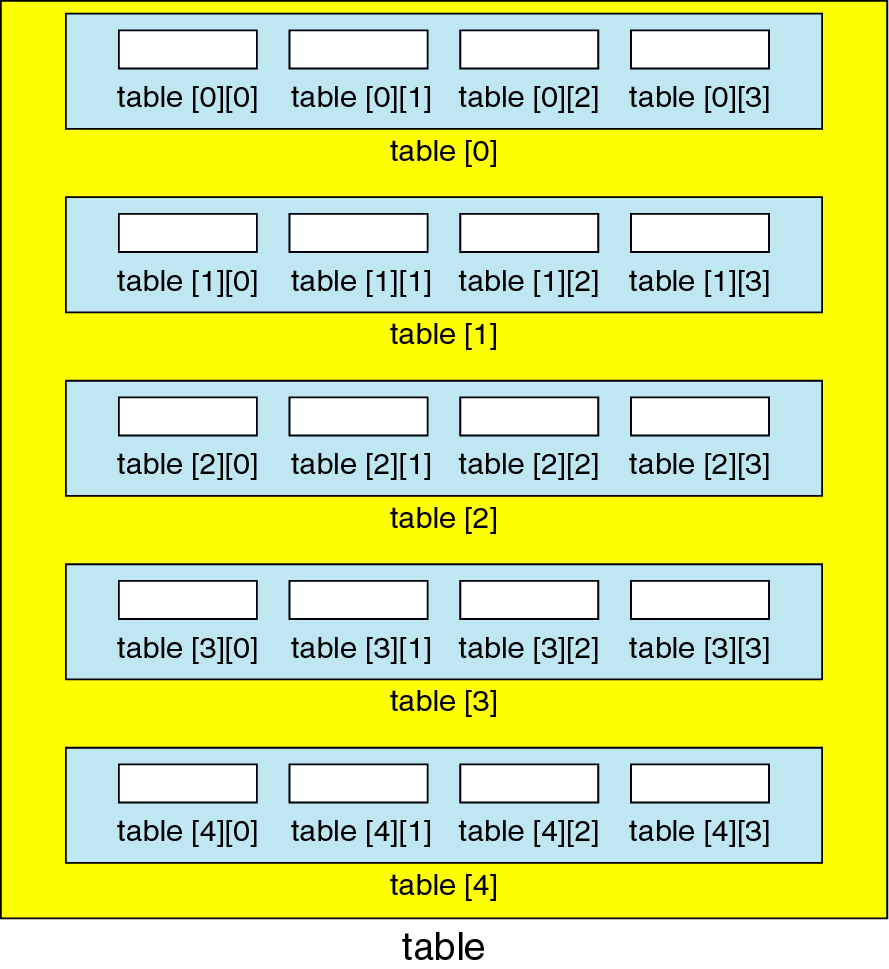 table [0][0] table [0][1] table [0][2] table [0][3]
table [0]
table [1][0] table [1][1] table [1][2] table [1][3]
table [1]
table [2][0] table [2][1] table [2][2] table [2][3]
table [2]
table [3][0] table [3][1] table [3][2] table [3][3]
table [3]
table [4][0] table [4][1] table [4][2] table [4][3]
table [4]
table